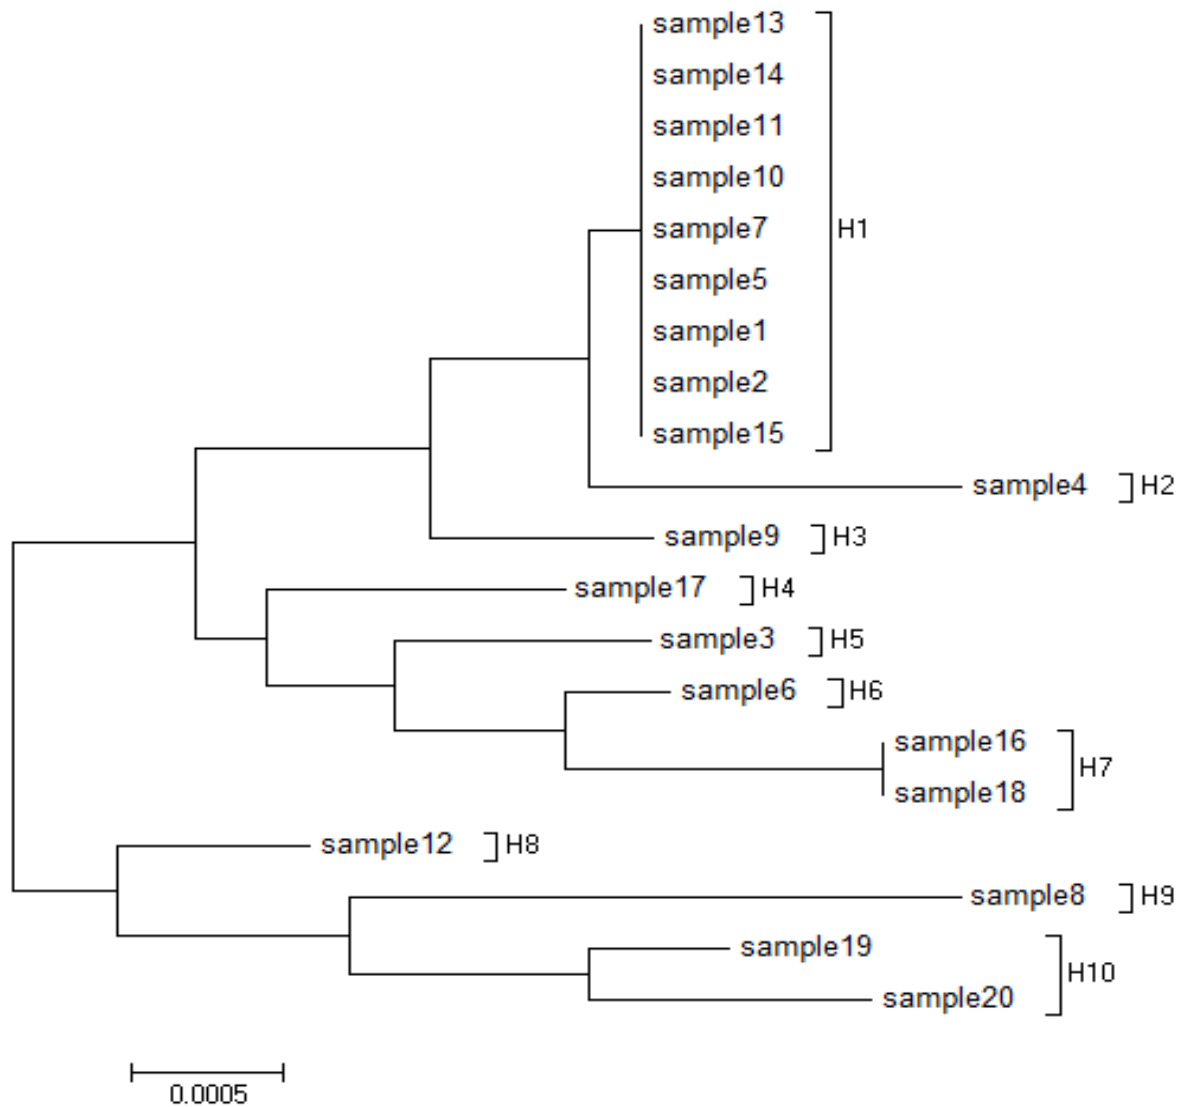 sample13
sample14
sample11
sample10
sample7
H1
sample5
sample1
sample2
sample15
sample4 H2
sample9 H3
sample17 H4
sample3 H5
sample6 H6
sample16
H7
sample18
sample12 H8
sample8 H9
sample19
H10
sample20
0.0005